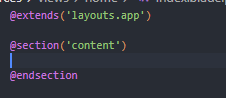 @extends('layouts.app')
@section('content')
@endsection